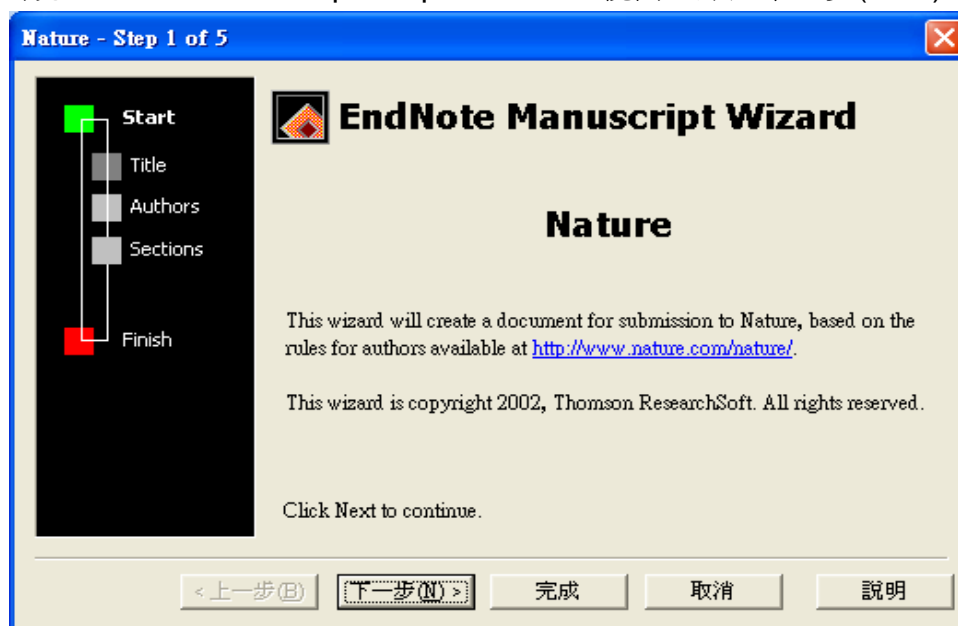 Nature - Step 1 of 5
Start
Title
Authors
Sections
Finish
EndNote Manuscript Wizard
Nature
This wizard will create a document for submission to Nature, based on the
rules for authors available at http://www.nature.com/nature/.
This wizard is copyright 2002, Thomson ResearchSoft. All rights reserved.
Click Next to continue.
<上一步(B) 下一步(N)> 完成 取消 說明